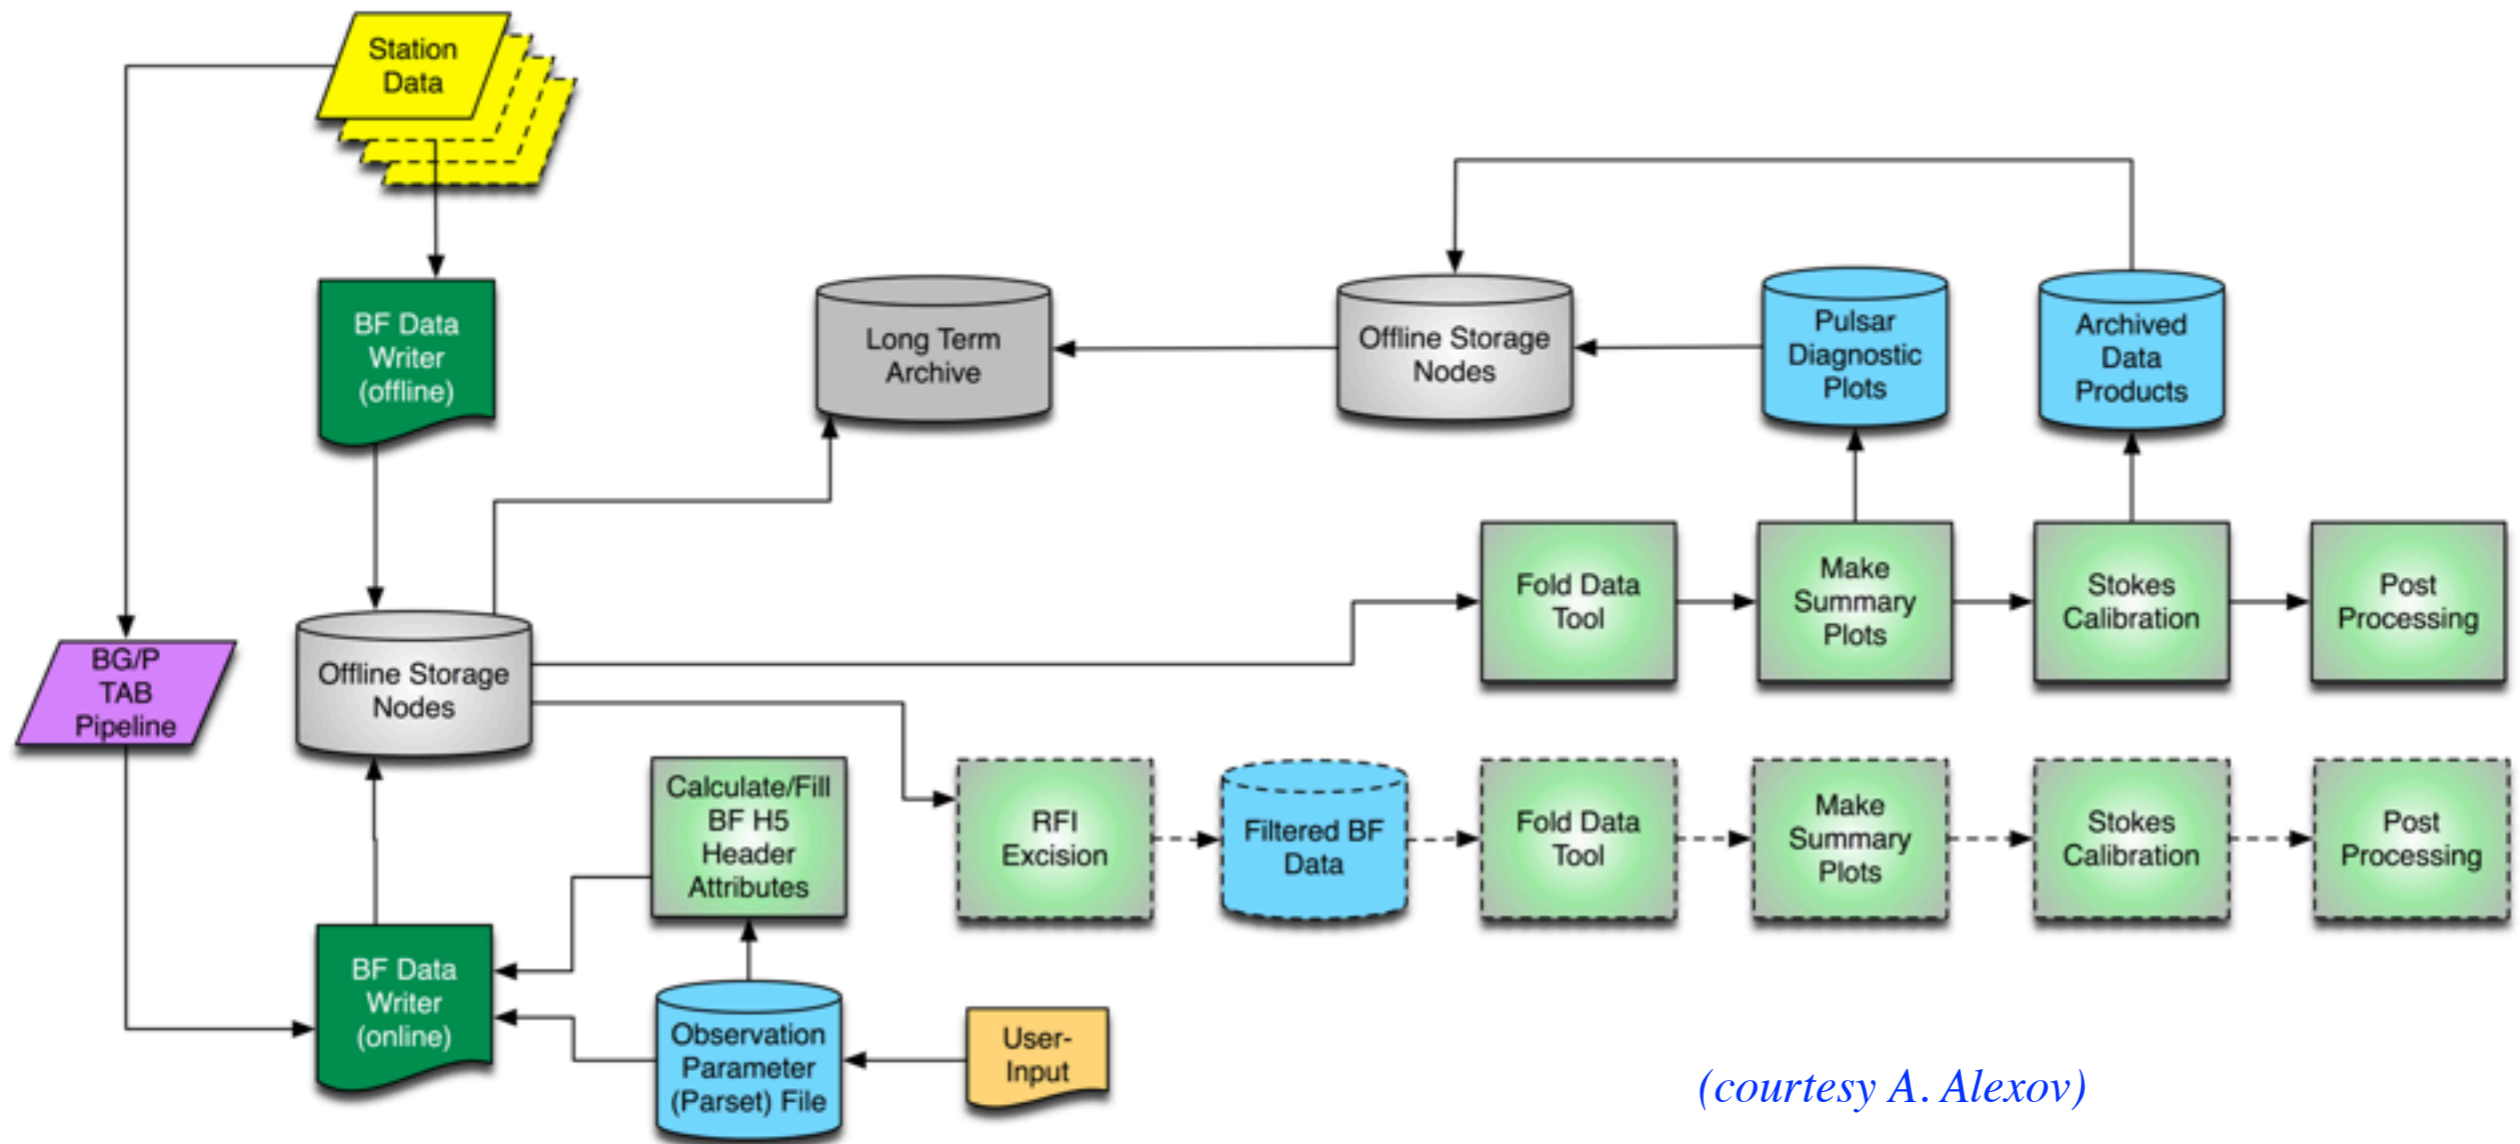 Station
Data
BF Data
Writer
(offline)
Long Term
Archive
Offline Storage
Nodes
Pulsar
Diagnostic
Plots
Archived
Data
Products
Fold Data
Tool
Make
Summary
Plots
Stokes
Calibration
Post
Processing
BG/P
TAB
Pipeline
Offline Storage
Nodes
Calculate/Fill
BF H5
Header
Attributes
RFI
Excision
Filtered BF
Data
Fold Data
Tool
Make
Summary
Plots
Stokes
Calibration
Post
Processing
BF Data
Writer
(online)
Observation
Parameter
(Parset) File
User-
Input
(courtesy A. Alexov)